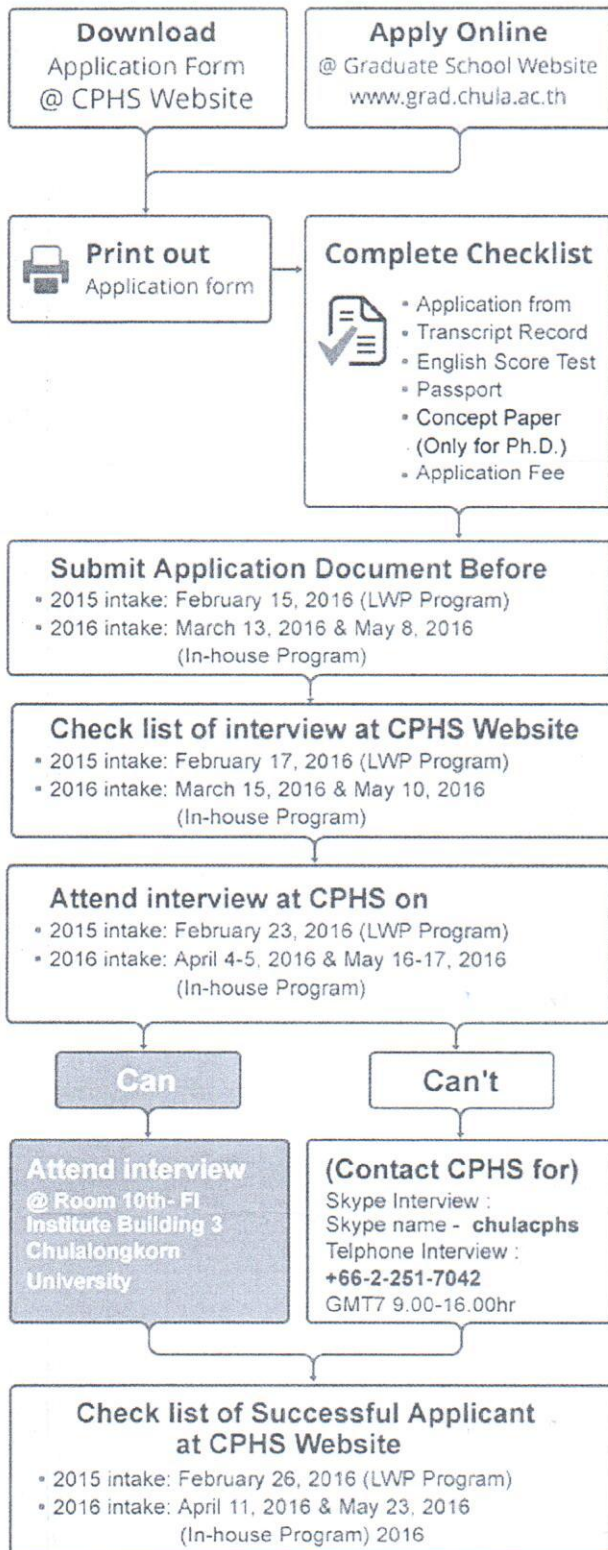 Download
Application Form
@ CPHS Website
Apply Online
@ Graduate School Website
www.grad.chula.ac.th
Print out
Application form
Complete Checklist
• Application from
• Transcript Record
• English Score Test
• Passport
• Concept Paper
(Only for Ph.D.)
• Application Fee
Submit Application Document Before
• 2015 intake: February 15, 2016 (LWP Program)
• 2016 intake: March 13, 2016 & May 8, 2016
(In-house Program)
Check list of interview at CPHS Website
• 2015 intake: February 17, 2016 (LWP Program)
• 2016 intake: March 15, 2016 & May 10, 2016
(In-house Program)
Attend interview at CPHS on
• 2015 intake: February 23, 2016 (LWP Program)
• 2016 intake: April 4-5, 2016 & May 16-17, 2016
(In-house Program)
Can
Can't
Attend interview
@ Room 10th- Fl
Institute Building 3
Chulalongkorn
University
(Contact CPHS for)
Skype Interview :
Skype name - chulacphs
Telphone Interview :
+66-2-251-7042
GMT7 9.00-16.00hr
Check list of Successful Applicant
at CPHS Website
• 2015 intake: February 26, 2016 (LWP Program)
• 2016 intake: April 11, 2016 & May 23, 2016
(In-house Program) 2016